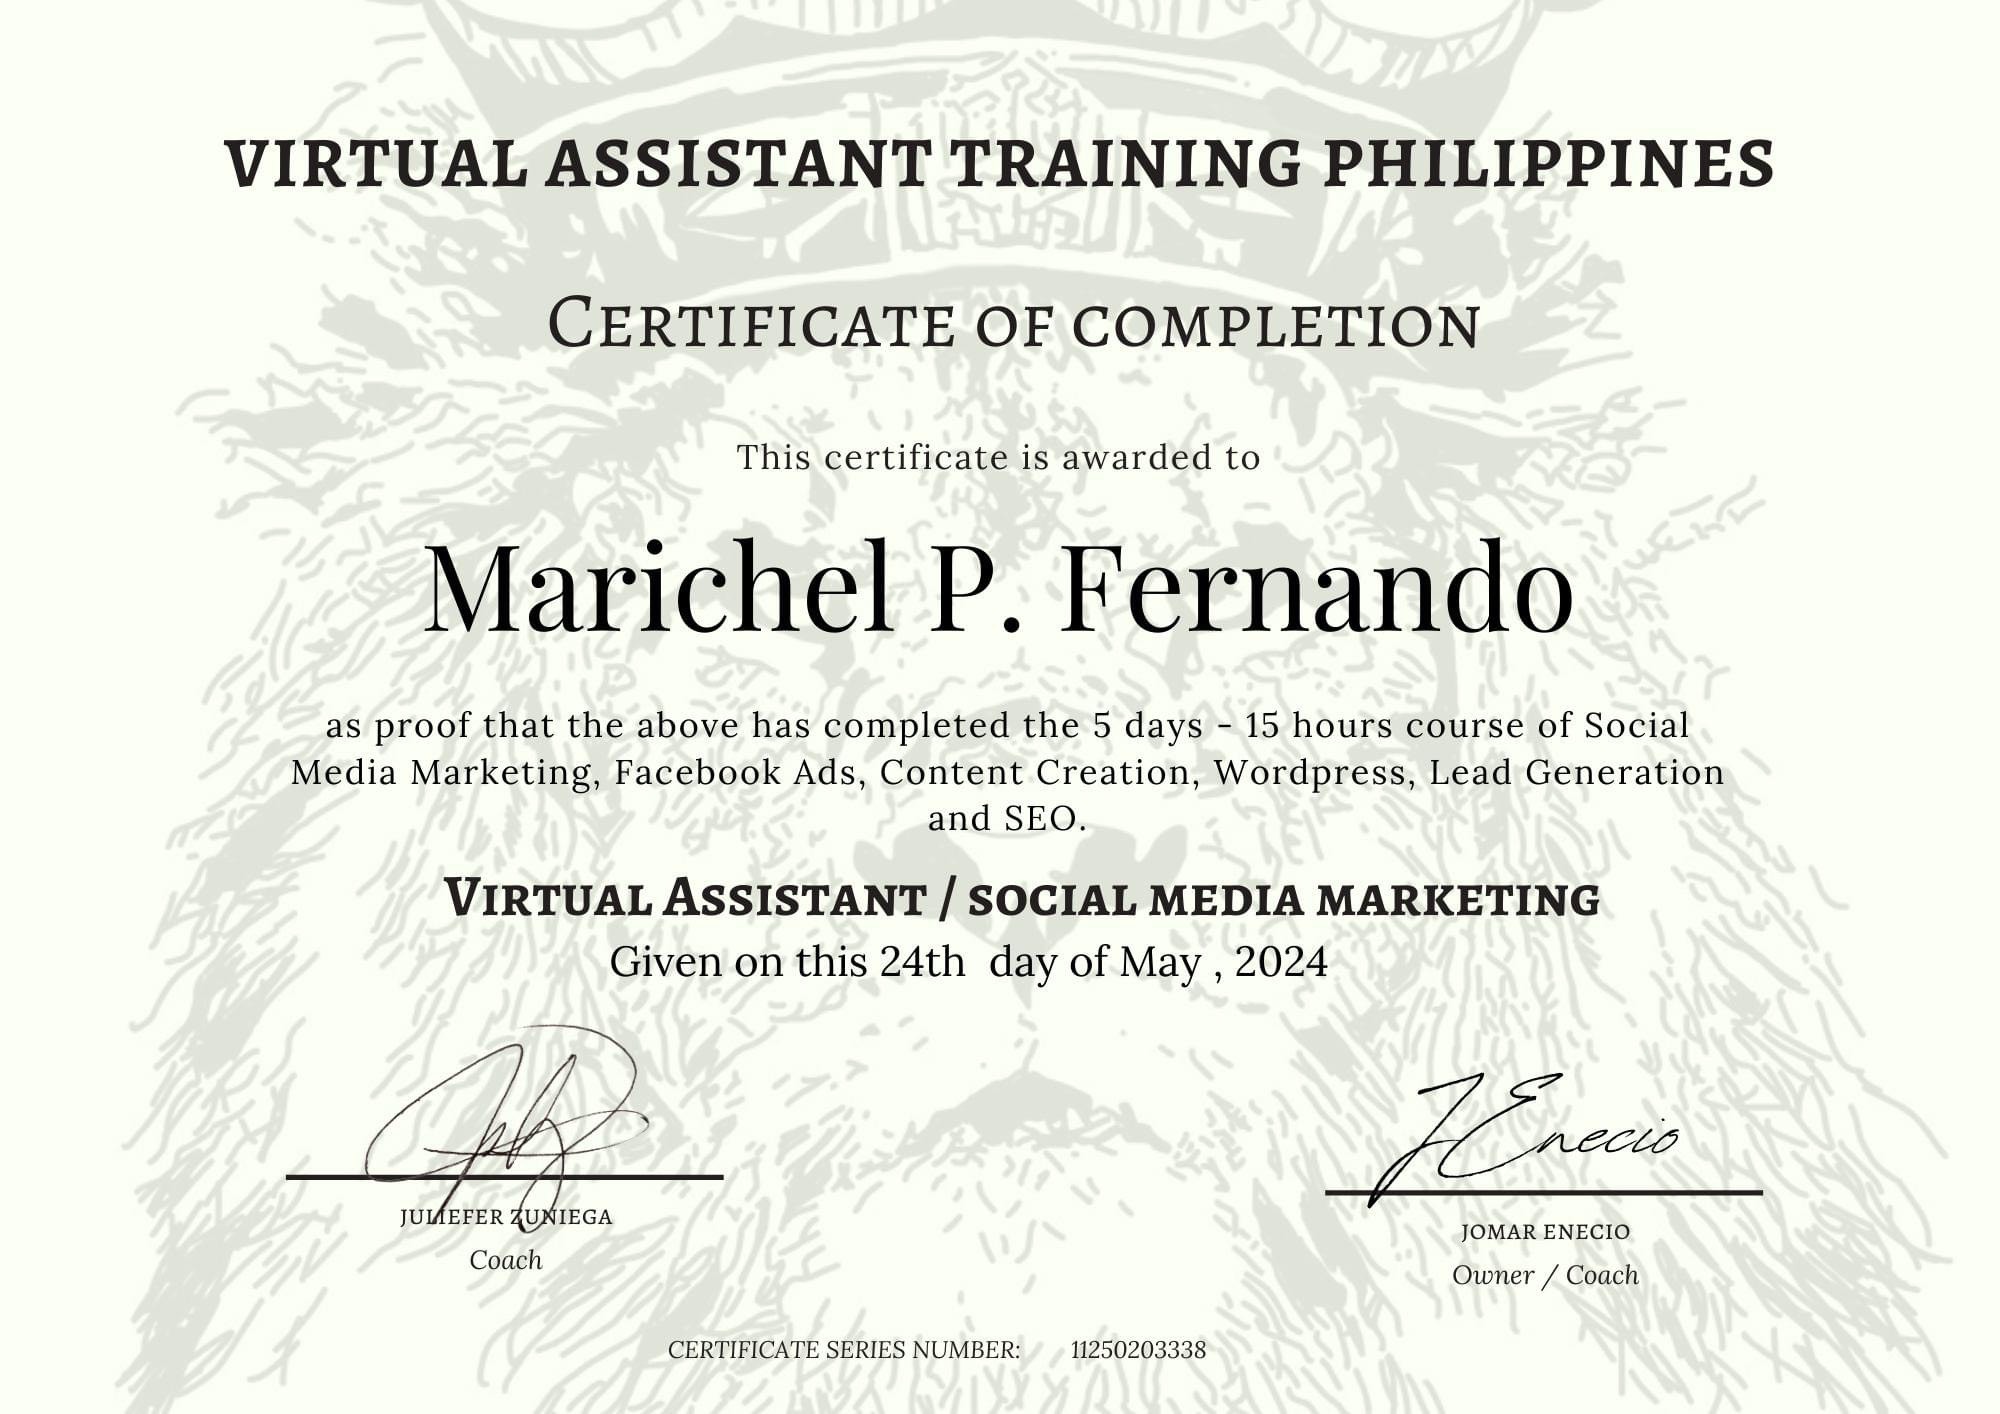 VIRTUAL ASSISTANT TRAINING PHILIPPINES
CERTIFICATE OF COMPLETION
This certificate is awarded to
Marichel P. Fernando
as proof that the above has completed the 5 days - 15 hours course of Social
Media Marketing, Facebook Ads, Content Creation, Wordpress, Lead Generation
and SEO.
VIRTUAL ASSISTANT / SOCIAL MEDIA MARKETING
Given on this 24th day of May , 2024
JEnecio
JULIEFER ZUNIEGA
Coach
JOMAR ENECIO
Owner / Coach
CERTIFICATE SERIES NUMBER: 11250203338